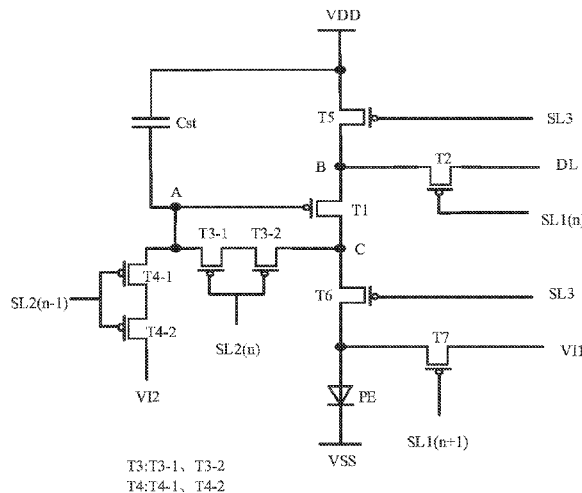 VDD
Cst
T5
SL3
B
T2
DL
A
T1
SL1(n)
T3-1
T3-2
C
T4-1
SL2(n-1)
T6
SL3
T4-2
SL2(n)
T7
VI1
VI2
PE
SL1(n+1)
VSS
T3:T3-1、T3-2
T4:T4-1、T4-2